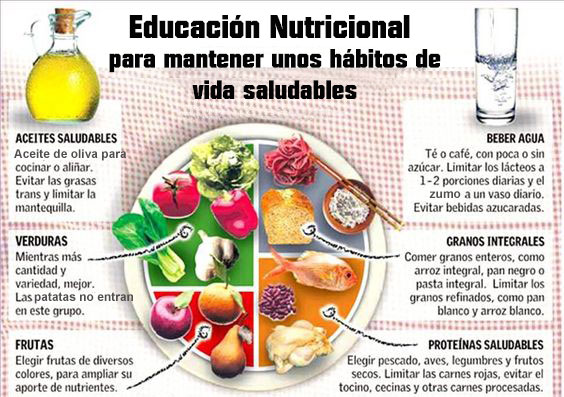 Educación Nutricional
para mantener unos hábitos de
vida saludables
ACEITES SALUDABLES
Aceite de oliva para
cocinar o aliñar.
Evitar las grasas
trans y limitar la
mantequilla.
BEBER AGUA
Té o café, con poca o sin
azúcar. Limitar los lácteos a
1-2 porciones diarias y el
zumo a un vaso diario.
Evitar bebidas azucaradas.
VERDURAS
Mientras más
cantidad y
variedad, mejor.
Las patatas no entran
en este grupo.
GRANOS INTEGRALES
Comer granos enteros, como
arroz integral, pan negro o
pasta integral. Limitar los
granos refinados, como pan
blanco y arroz blanco.
FRUTAS
Elegir frutas de diversos
colores, para ampliar su
aporte de nutrientes.
PROTEÍNAS SALUDABLES
Elegir pescado, aves, legumbres y frutos
secos. Limitar las carnes rojas, evitar el
tocino, cecinas y otras carnes procesadas.